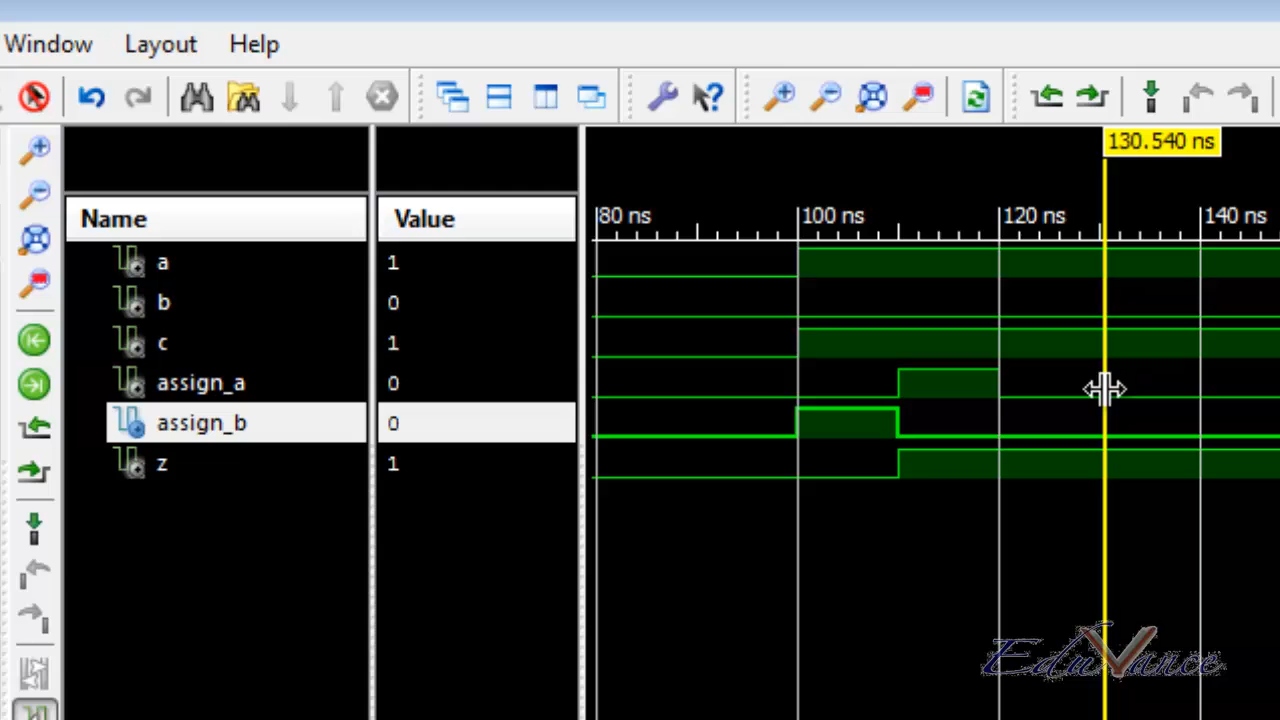 Window Layout Help
130.540 ns
Name Value 80 ns 100 ns 120 ns 140 ns
a 1
b 0
c 1
assign_a 0
assign_b 0
z 1
EduVance